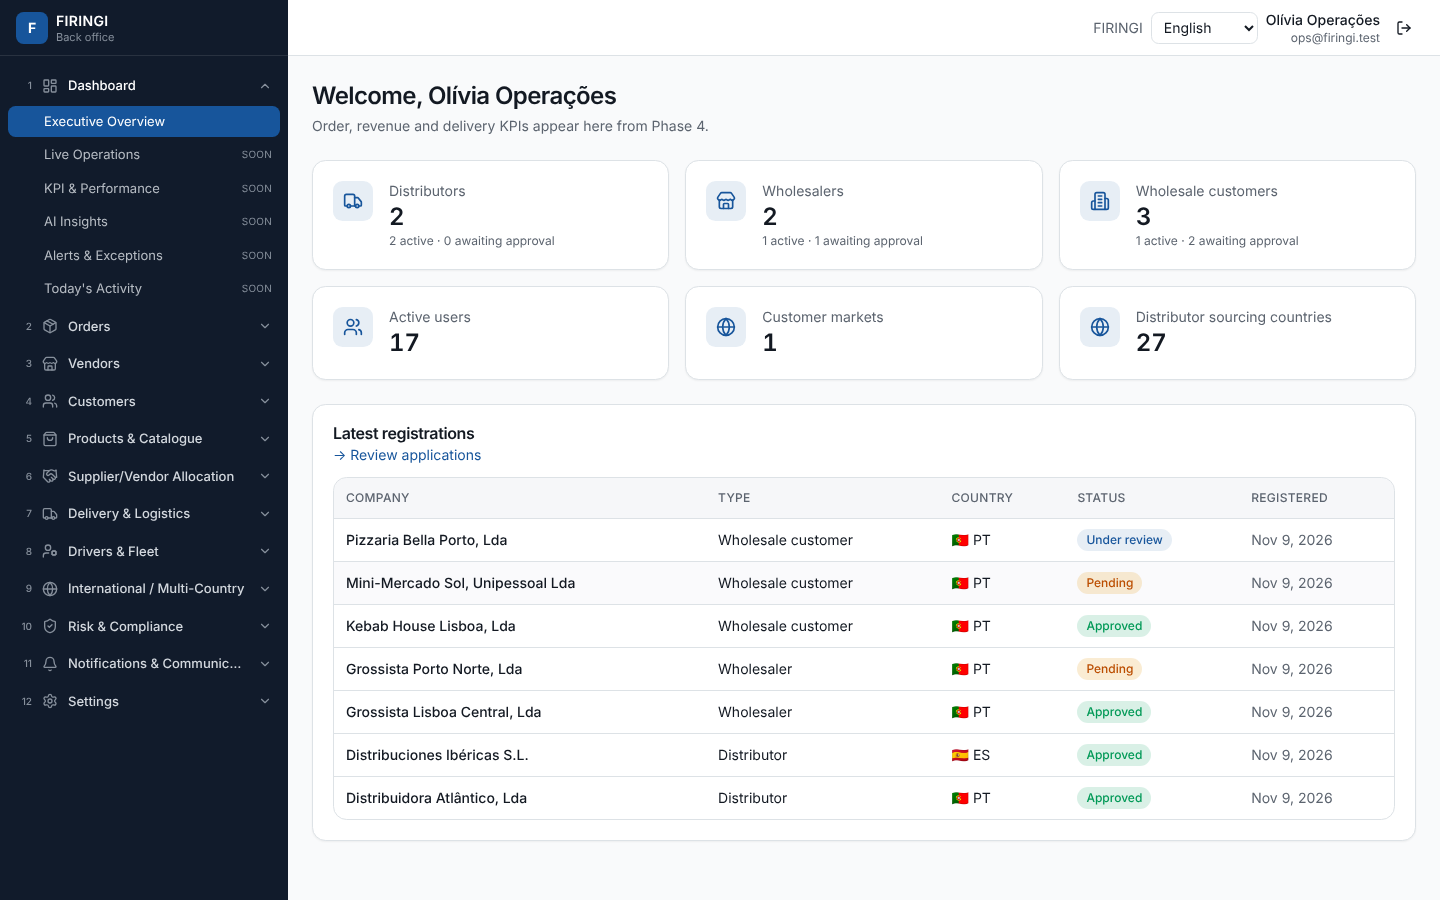 F
FIRINGI
Back office
FIRINGI
English
Olívia Operações
ops@firingi.test
1 Dashboard
Executive Overview
Live Operations SOON
KPI & Performance SOON
AI Insights SOON
Alerts & Exceptions SOON
Today's Activity SOON
2 Orders
3 Vendors
4 Customers
5 Products & Catalogue
6 Supplier/Vendor Allocation
7 Delivery & Logistics
8 Drivers & Fleet
9 International / Multi-Country
10 Risk & Compliance
11 Notifications & Communic...
12 Settings
Welcome, Olívia Operações
Order, revenue and delivery KPIs appear here from Phase 4.
Distributors
2
2 active · 0 awaiting approval
Wholesalers
2
1 active · 1 awaiting approval
Wholesale customers
3
1 active · 2 awaiting approval
Active users
17
Customer markets
1
Distributor sourcing countries
27
Latest registrations
→ Review applications
COMPANY TYPE COUNTRY STATUS REGISTERED
Pizzaria Bella Porto, Lda Wholesale customer PT Under review Nov 9, 2026
Mini-Mercado Sol, Unipessoal Lda Wholesale customer PT Pending Nov 9, 2026
Kebab House Lisboa, Lda Wholesale customer PT Approved Nov 9, 2026
Grossista Porto Norte, Lda Wholesaler PT Pending Nov 9, 2026
Grossista Lisboa Central, Lda Wholesaler PT Approved Nov 9, 2026
Distribuciones Ibéricas S.L. Distributor ES Approved Nov 9, 2026
Distribuidora Atlântico, Lda Distributor PT Approved Nov 9, 2026